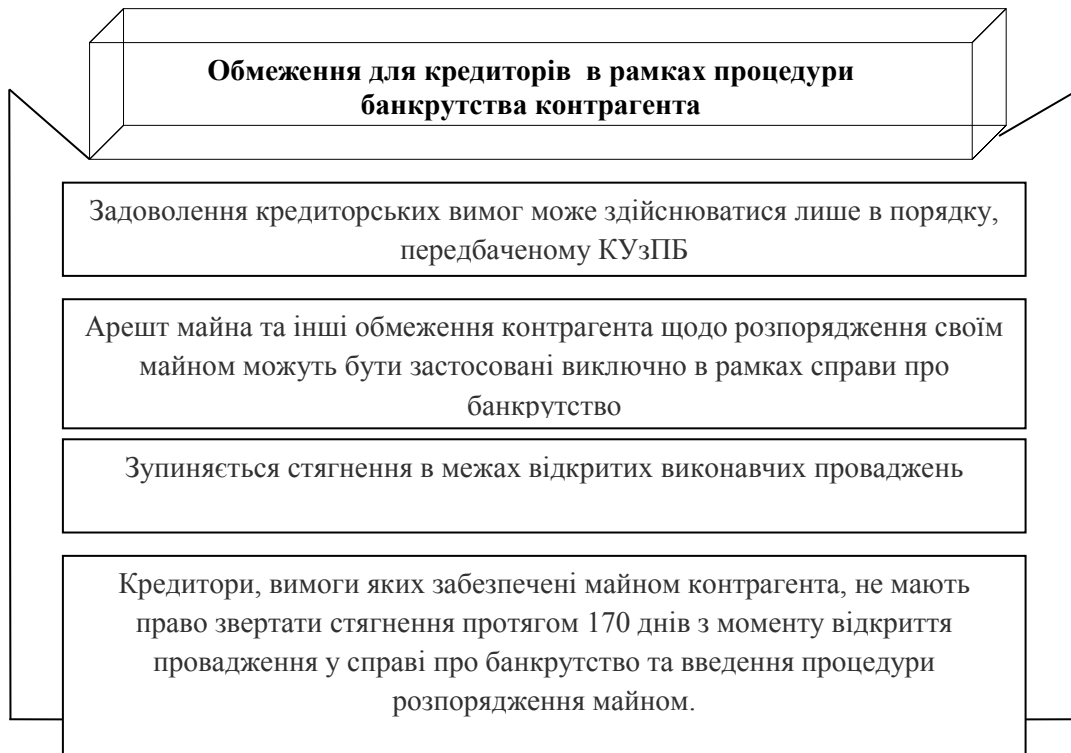 Обмеження для кредиторів в рамках процедури
банкрутства контрагента
Задоволення кредиторських вимог може здійснюватися лише в порядку,
передбаченому КУзПБ
Арешт майна та інші обмеження контрагента щодо розпорядження своїм
майном можуть бути застосовані виключно в рамках справи про
банкрутство
Зупиняється стягнення в межах відкритих виконавчих проваджень
Кредитори, вимоги яких забезпечені майном контрагента, не мають
право звертати стягнення протягом 170 днів з моменту відкриття
провадження у справі про банкрутство та введення процедури
розпорядження майном.